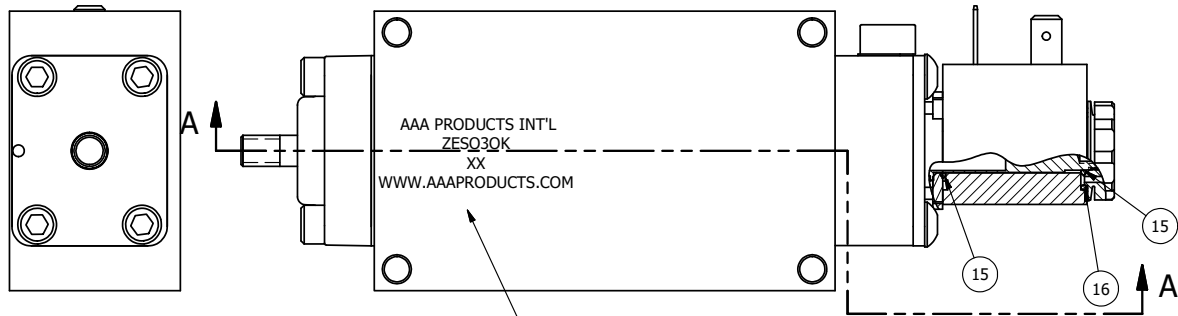 A
AAA PRODUCTS INT'L
ZESO3OK
XX
WWW.AAAPRODUCTS.COM
15
15
16
A